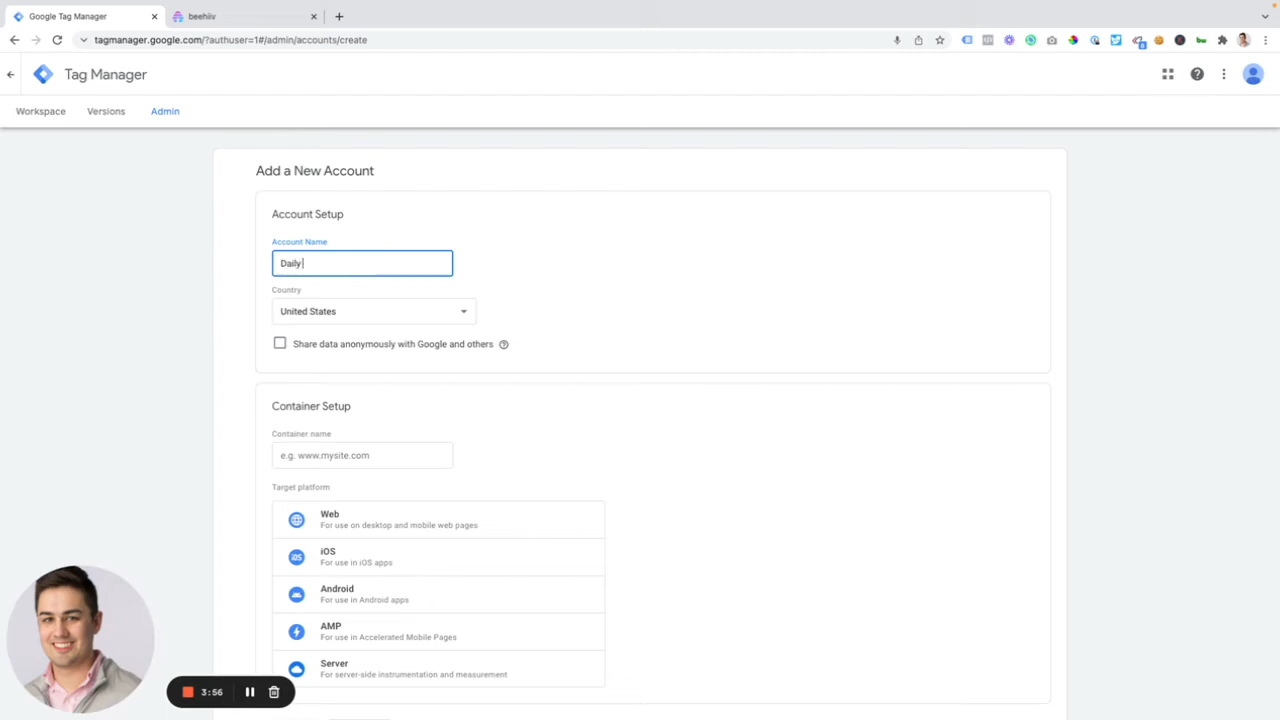 Google Tag Manager
beehiiv
tagmanager.google.com/?authuser=1#/admin/accounts/create
Tag Manager
Workspace Versions Admin
Add a New Account
Account Setup
Account Name
Daily
Country
United States
Share data anonymously with Google and others
Container Setup
Container name
e.g. www.mysite.com
Target platform
Web
For use on desktop and mobile web pages
iOS
iOS
For use in iOS apps
Android
For use in Android apps
AMP
For use in Accelerated Mobile Pages
Server
For server-side instrumentation and measurement
3:56